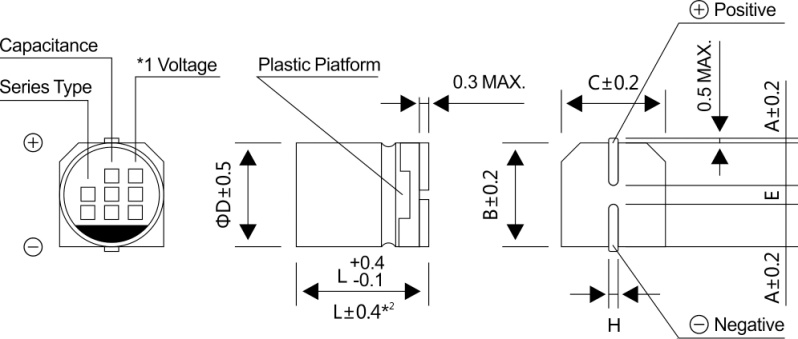 Capacitance
*1 Voltage
Series Type
⊕
⊖
Plastic Piatform
0.3 MAX.
ΦD±0.5
L +0.4 -0.1
L±0.4*²
⊕ Positive
C±0.2
0.5 MAX.
A±0.2
B±0.2
E
A±0.2
H
⊖ Negative